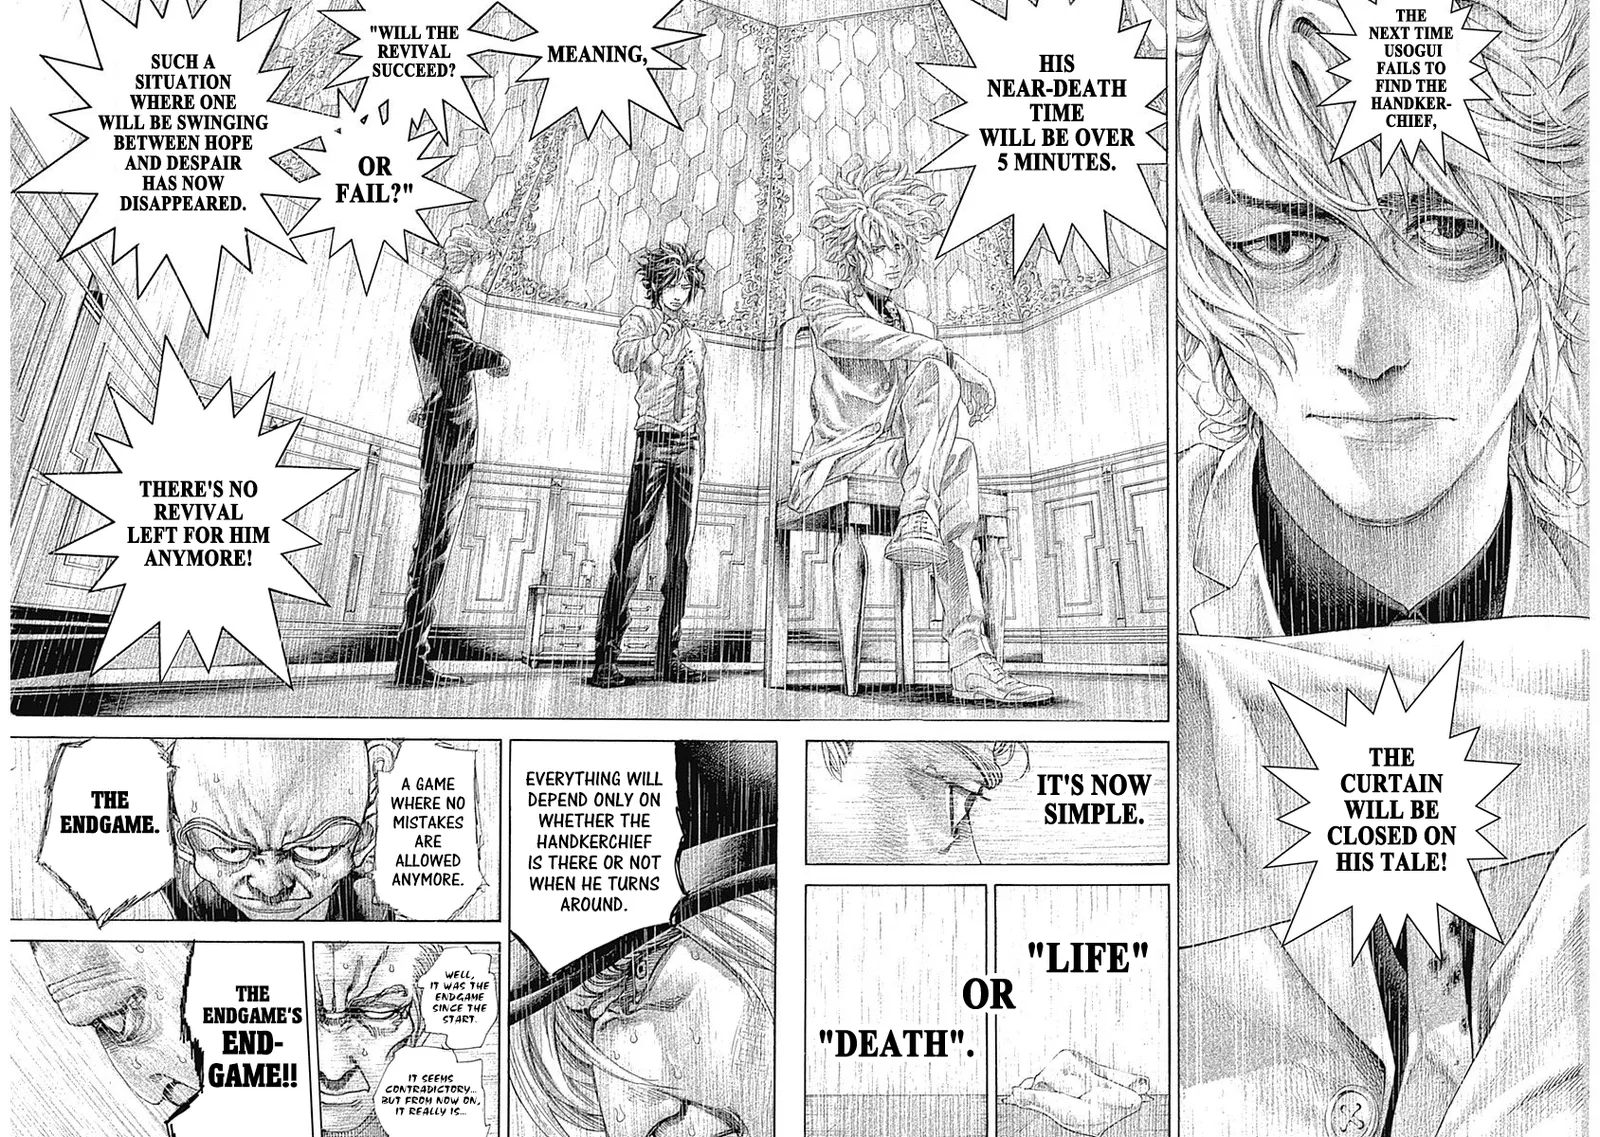 THE
NEXT TIME
USOGUI
FAILS TO
FIND THE
HANDKER-
CHIEF,
HIS
NEAR-DEATH
TIME
WILL BE OVER
5 MINUTES.
MEANING,
"WILL THE
REVIVAL
SUCCEED?
OR
FAIL?"
SUCH A
SITUATION
WHERE ONE
WILL BE SWINGING
BETWEEN HOPE
AND DESPAIR
HAS NOW
DISAPPEARED.
THERE'S NO
REVIVAL
LEFT FOR HIM
ANYMORE!
THE
CURTAIN
WILL BE
CLOSED ON
HIS TALE!
IT'S NOW
SIMPLE.
"LIFE"
OR
"DEATH".
EVERYTHING WILL
DEPEND ONLY ON
WHETHER THE
HANDKERCHIEF
IS THERE OR NOT
WHEN HE TURNS
AROUND.
A GAME
WHERE NO
MISTAKES
ARE
ALLOWED
ANYMORE.
THE
ENDGAME.
WELL,
IT WAS THE
ENDGAME
SINCE THE
START.
IT SEEMS
CONTRADICTORY...
BUT FROM NOW ON,
IT REALLY IS...
THE
ENDGAME'S
END-
GAME!!